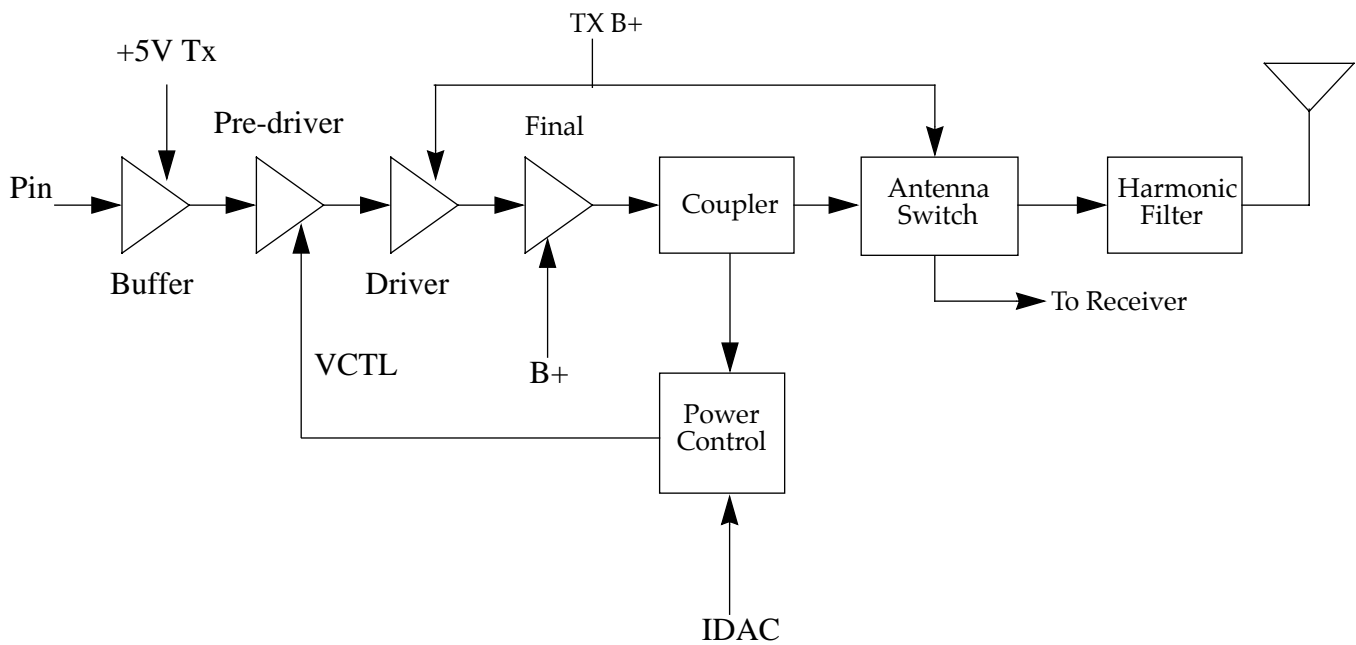 TX B+
+5V Tx
Pre-driver
Final
Pin
Coupler
Antenna
Switch
Harmonic
Filter
Buffer
Driver
To Receiver
VCTL
B+
Power
Control
IDAC